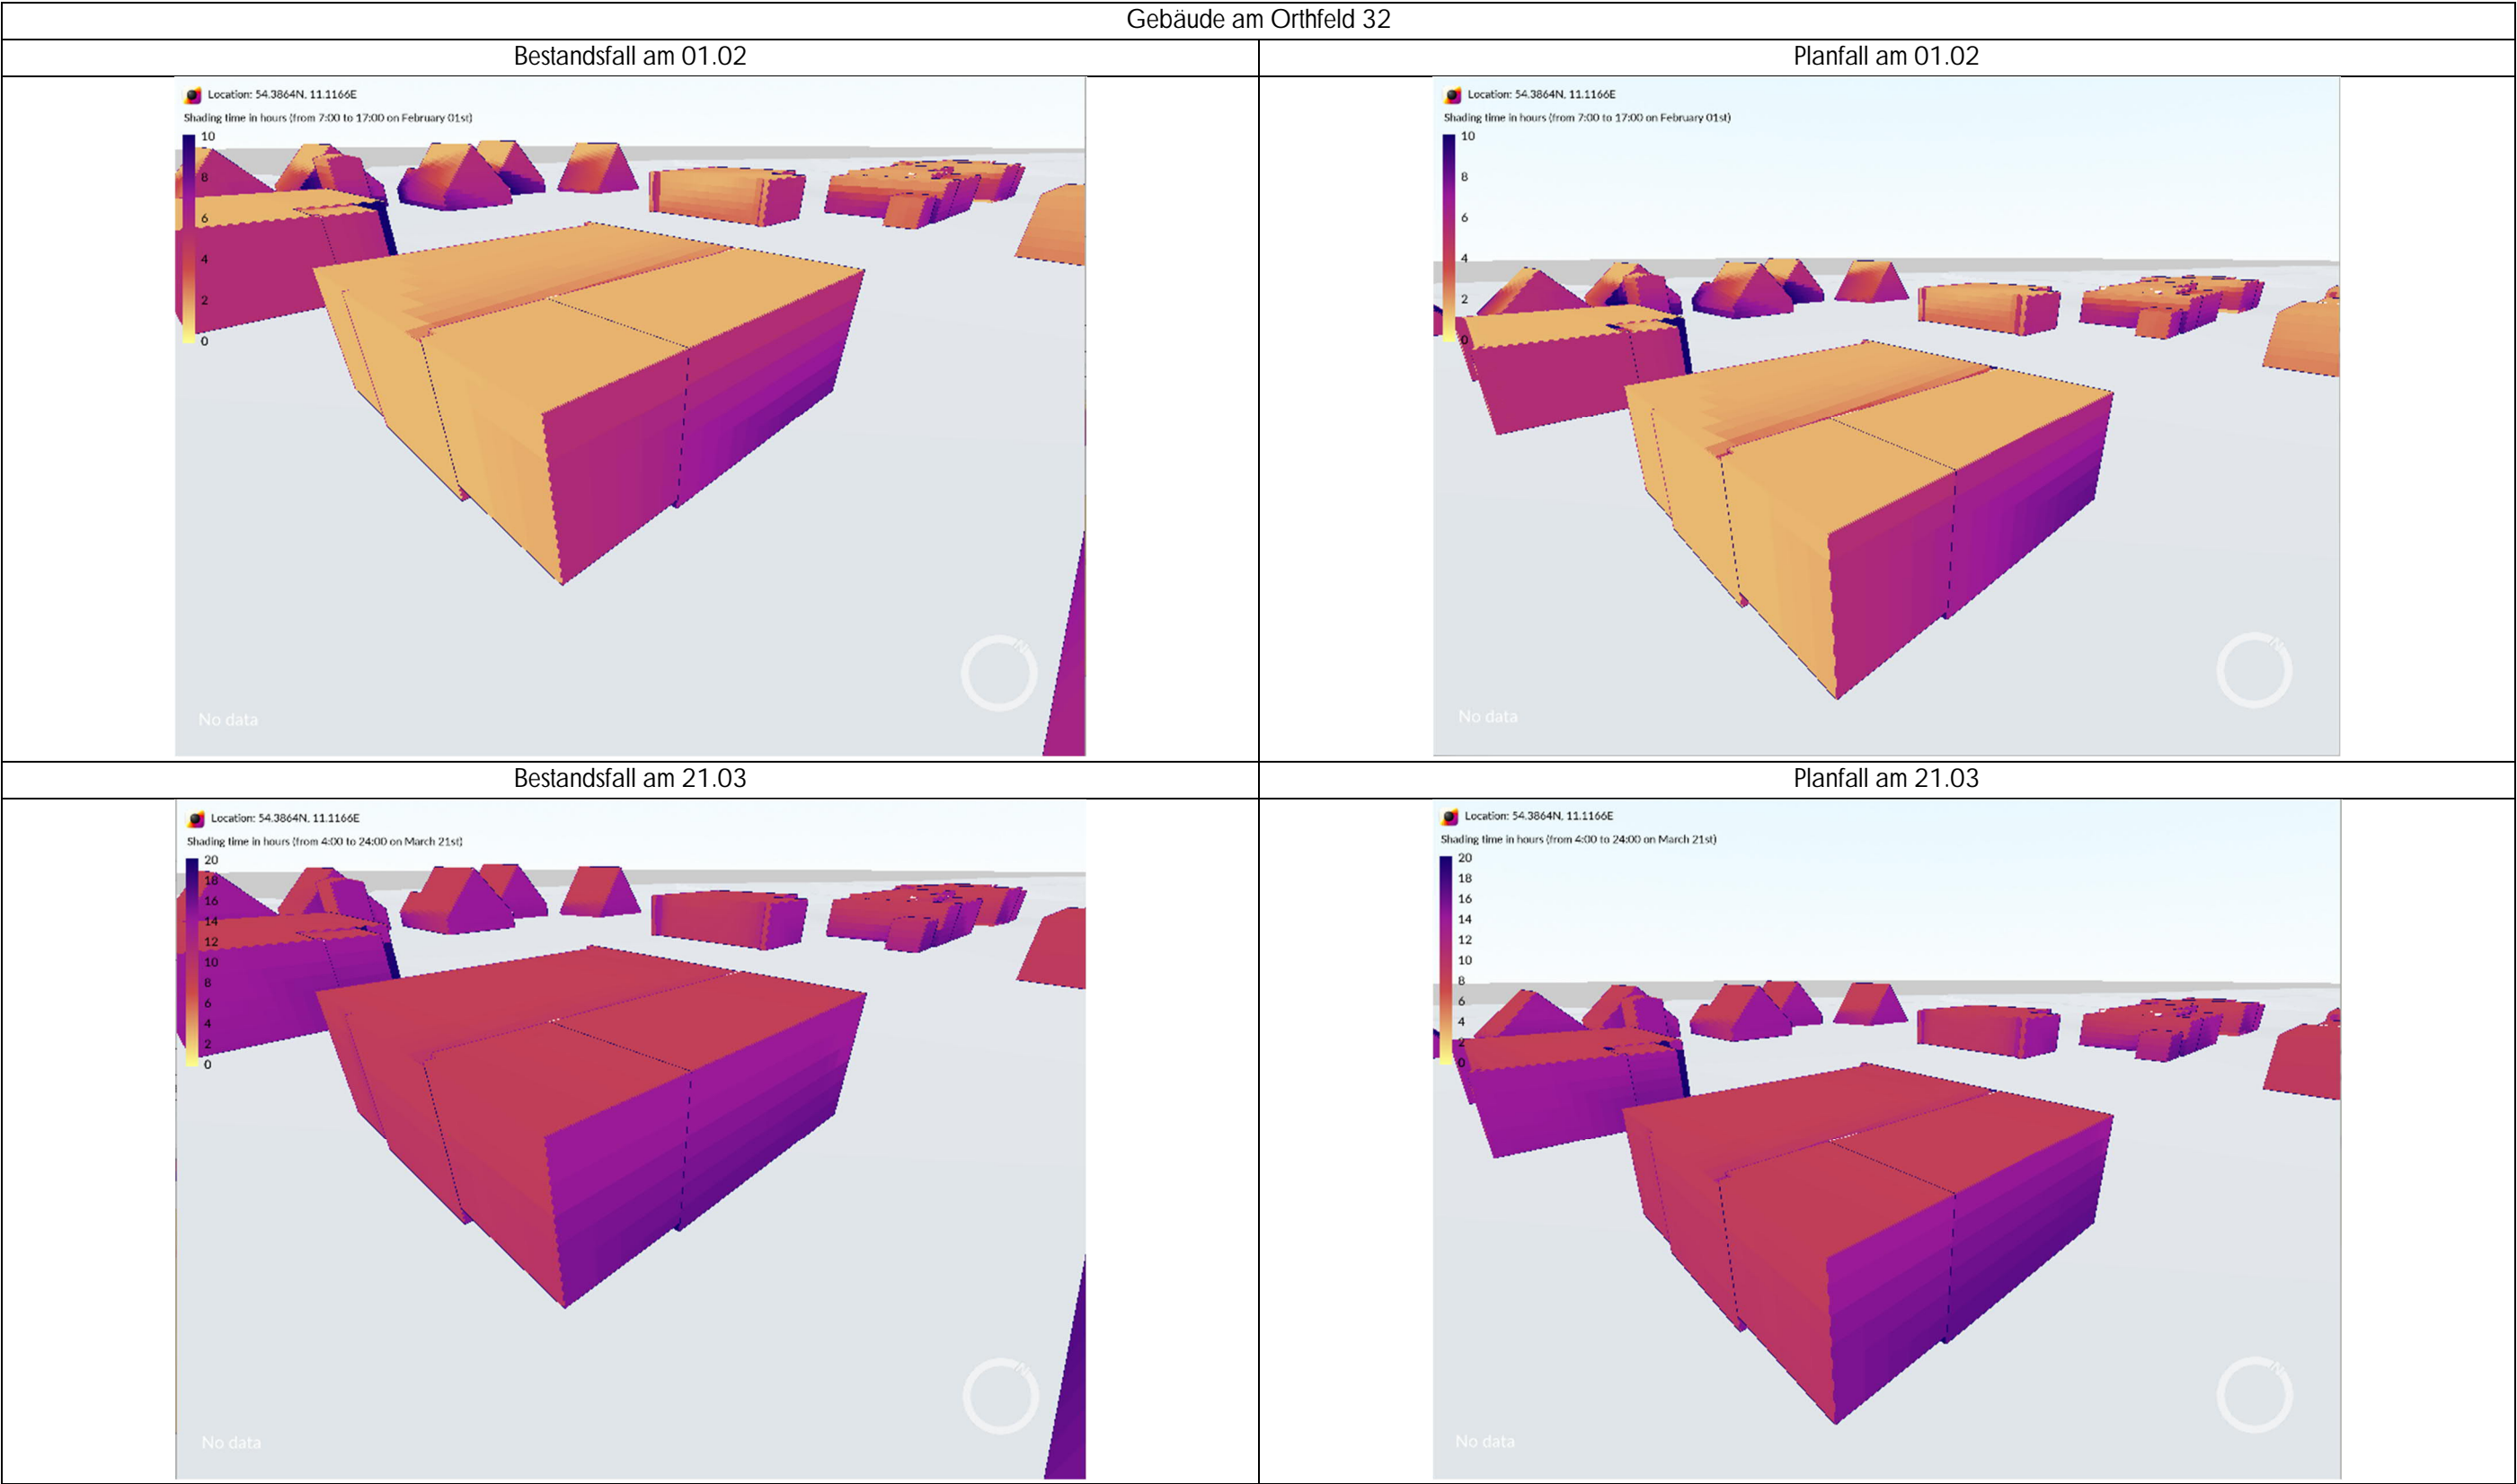 Gebäude am Orthfeld 32
Bestandsfall am 01.02
Planfall am 01.02
Location: 54.3864N, 11.1166E
Shading time in hours (from 7:00 to 17:00 on February 01st)
10
8
6
4
2
0
N
No data
Location: 54.3864N, 11.1166E
Shading time in hours (from 7:00 to 17:00 on February 01st)
10
8
6
4
2
0
N
No data
Bestandsfall am 21.03
Planfall am 21.03
Location: 54.3864N, 11.1166E
Shading time in hours (from 4:00 to 24:00 on March 21st)
20
18
16
14
12
10
8
6
4
2
0
N
No data
Location: 54.3864N, 11.1166E
Shading time in hours (from 4:00 to 24:00 on March 21st)
20
18
16
14
12
10
8
6
4
2
0
N
No data